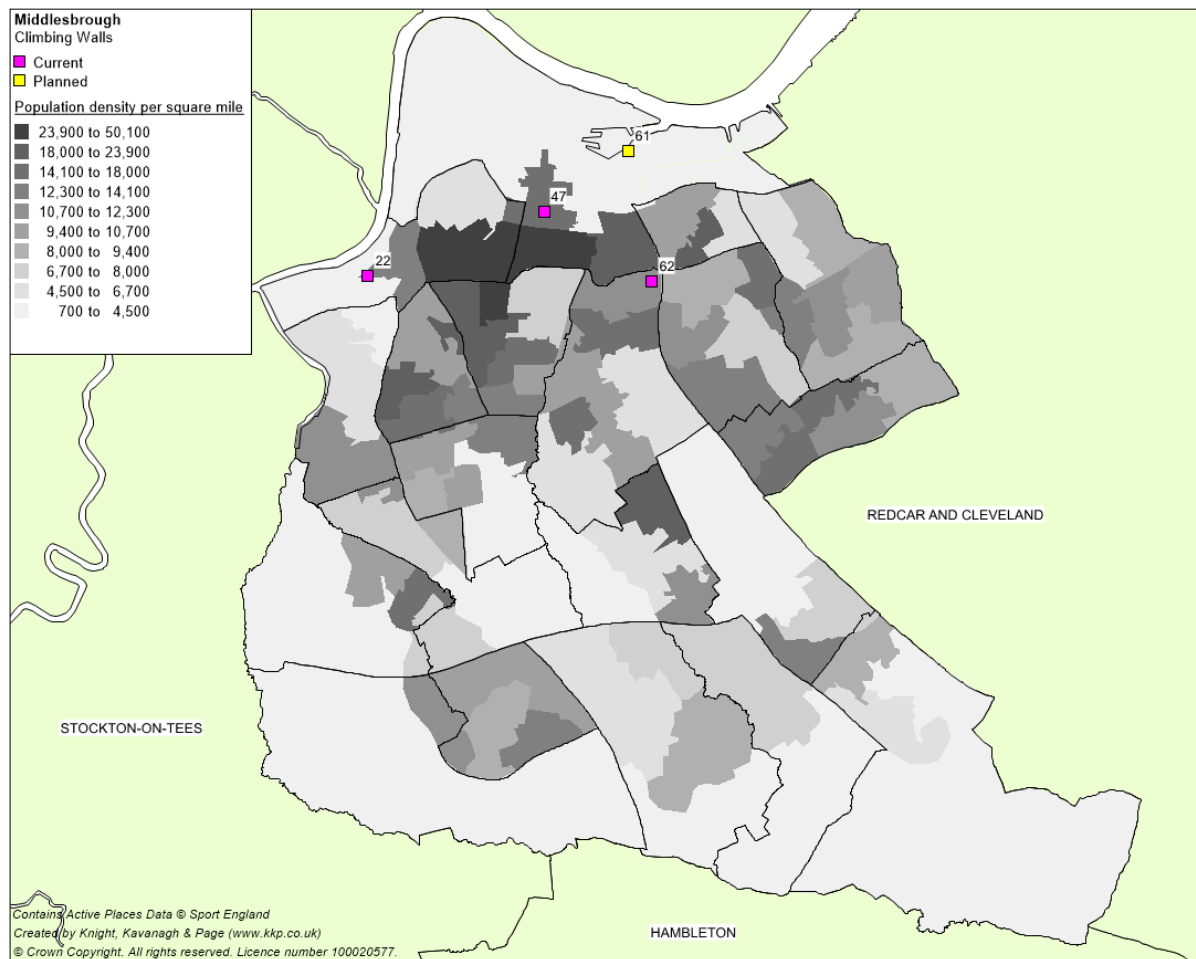 Middlesbrough
Climbing Walls
Current
Planned
Population density per square mile
23,900 to 50,100
18,000 to 23,900
14,100 to 18,000
12,300 to 14,100
10,700 to 12,300
9,400 to 10,700
8,000 to 9,400
6,700 to 8,000
4,500 to 6,700
700 to 4,500
61
47
22
62
REDCAR AND CLEVELAND
STOCKTON-ON-TEES
HAMBLETON
Contains Active Places Data © Sport England
Created by Knight, Kavanagh & Page (www.kkp.co.uk)
© Crown Copyright. All rights reserved. Licence number 100020577.